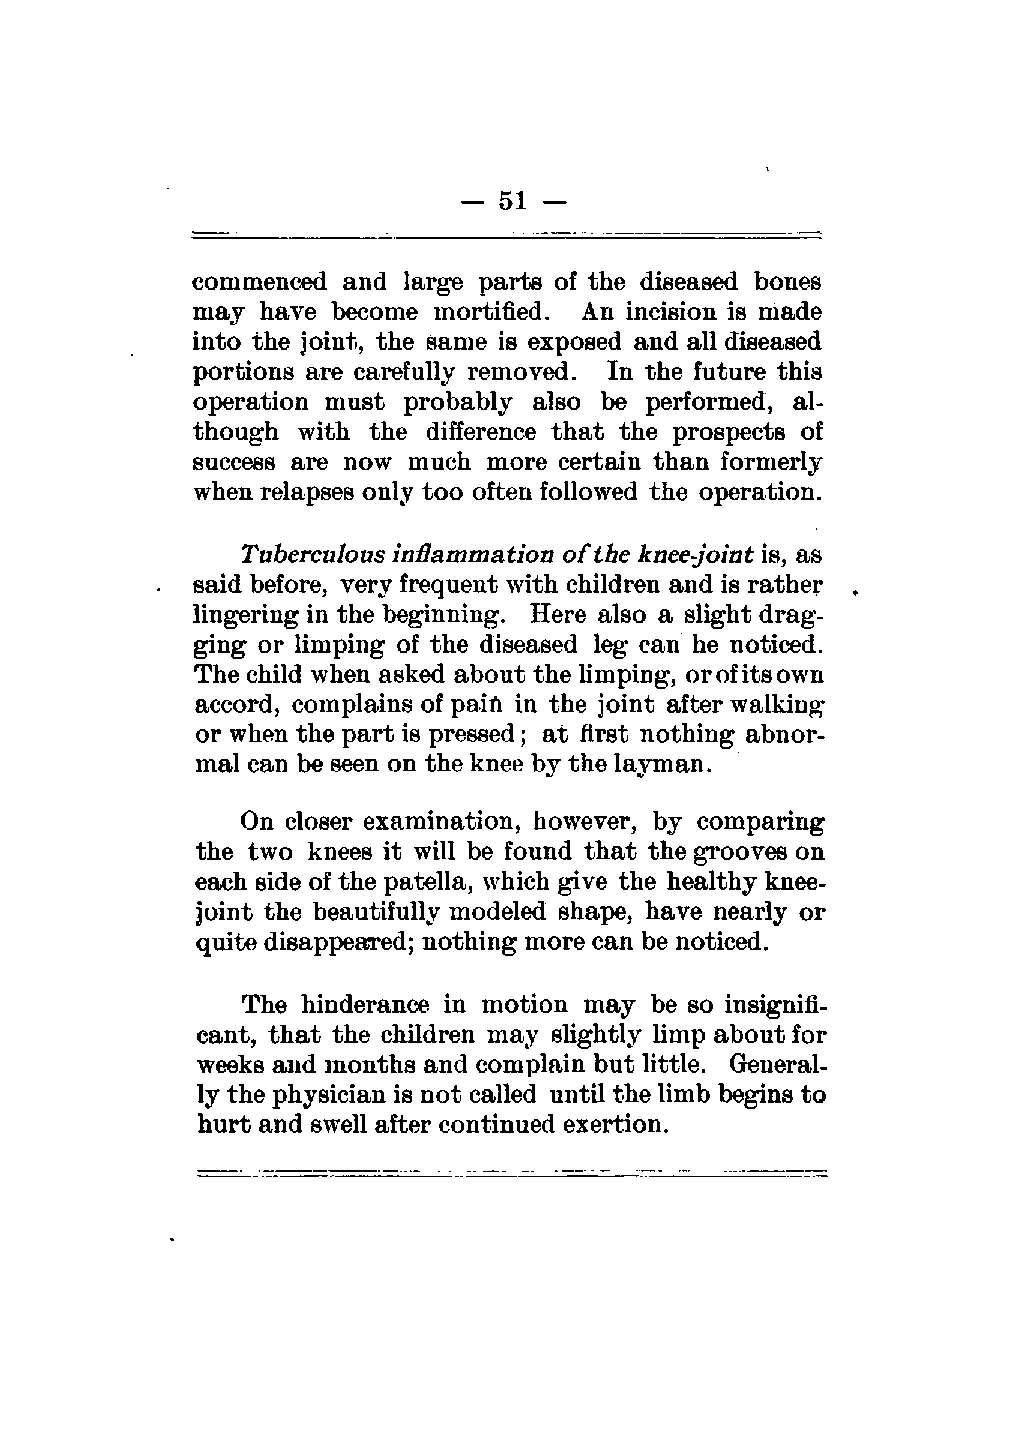 — 51 —
commenced and large parts of the diseased bones
may have become mortified. An incision is made
into the joint, the same is exposed and all diseased
portions are carefully removed. In the future this
operation must probably also be performed, al-
though with the difference that the prospects of
success are now much more certain than formerly
when relapses only too often followed the operation.
Tuberculous inflammation of the knee-joint is, as
said before, very frequent with children and is rather
lingering in the beginning. Here also a slight drag-
ging or limping of the diseased leg can be noticed.
The child when asked about the limping, or of its own
accord, complains of pain in the joint after walking
or when the part is pressed; at first nothing abnor-
mal can be seen on the knee by the layman.
On closer examination, however, by comparing
the two knees it will be found that the grooves on
each side of the patella, which give the healthy knee-
joint the beautifully modeled shape, have nearly or
quite disappeared; nothing more can be noticed.
The hinderance in motion may be so insignifi-
cant, that the children may slightly limp about for
weeks and months and complain but little. General-
ly the physician is not called until the limb begins to
hurt and swell after continued exertion.